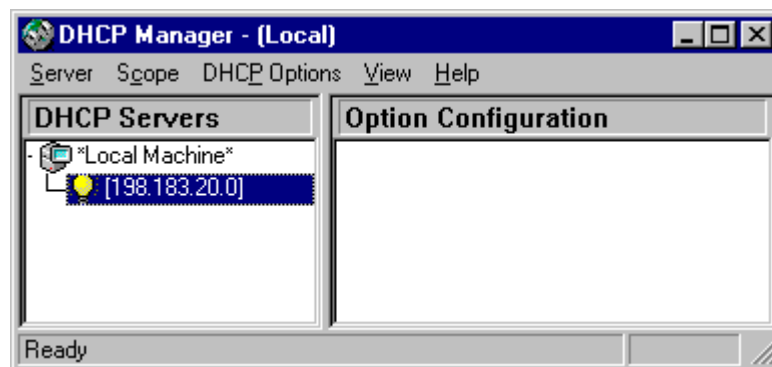 DHCP Manager - (Local)
Server Scope DHCP Options View Help
DHCP Servers
Option Configuration
*Local Machine*
[198.183.20.0]
Ready